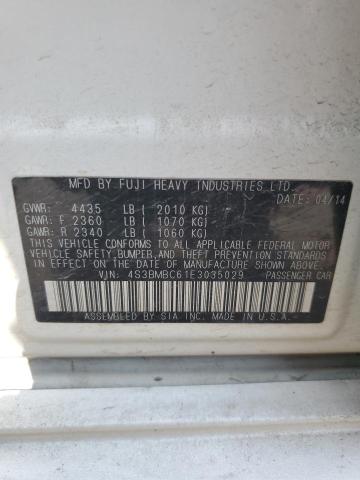 MFD BY FUJI HEAVY INDUSTRIES LTD.
DATE: 04/14
GVWR: 4435 LB ( 2010 KG)
GAWR: F 2360 LB ( 1070 KG)
GAWR: R 2340 LB ( 1060 KG)
THIS VEHICLE CONFORMS TO ALL APPLICABLE FEDERAL MOTOR
VEHICLE SAFETY, BUMPER, AND THEFT PREVENTION STANDARDS
IN EFFECT ON THE DATE OF MANUFACTURE SHOWN ABOVE.
VIN: 4S3BMBC61E3035029 PASSENGER CAR
ASSEMBLED BY SIA INC. MADE IN U.S.A.